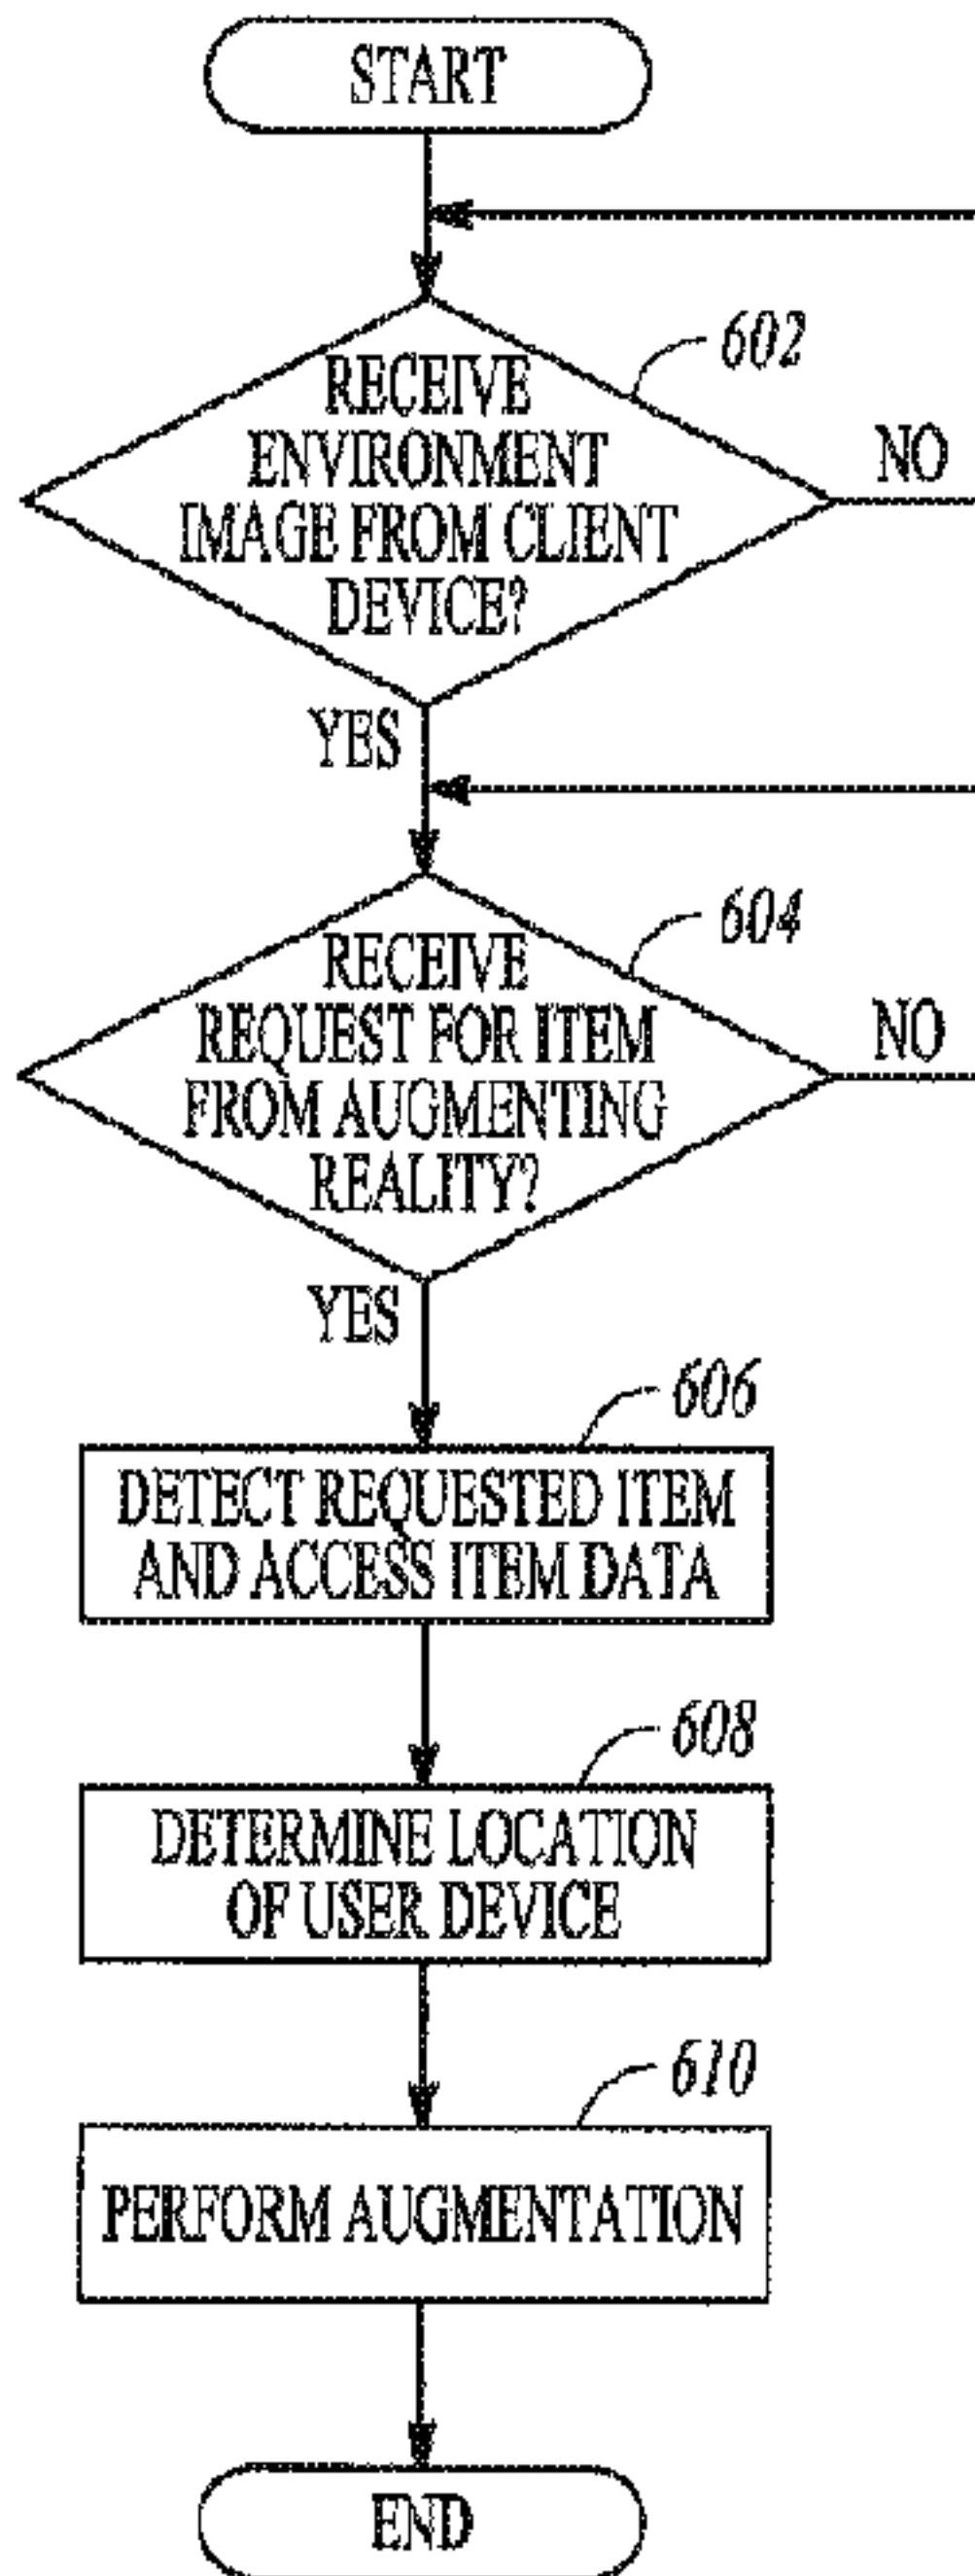 START
602
RECEIVE
ENVIRONMENT
IMAGE FROM CLIENT
DEVICE?
NO
YES
604
RECEIVE
REQUEST FOR ITEM
FROM AUGMENTING
REALITY?
NO
YES
606
DETECT REQUESTED ITEM
AND ACCESS ITEM DATA
608
DETERMINE LOCATION
OF USER DEVICE
610
PERFORM AUGMENTATION
END